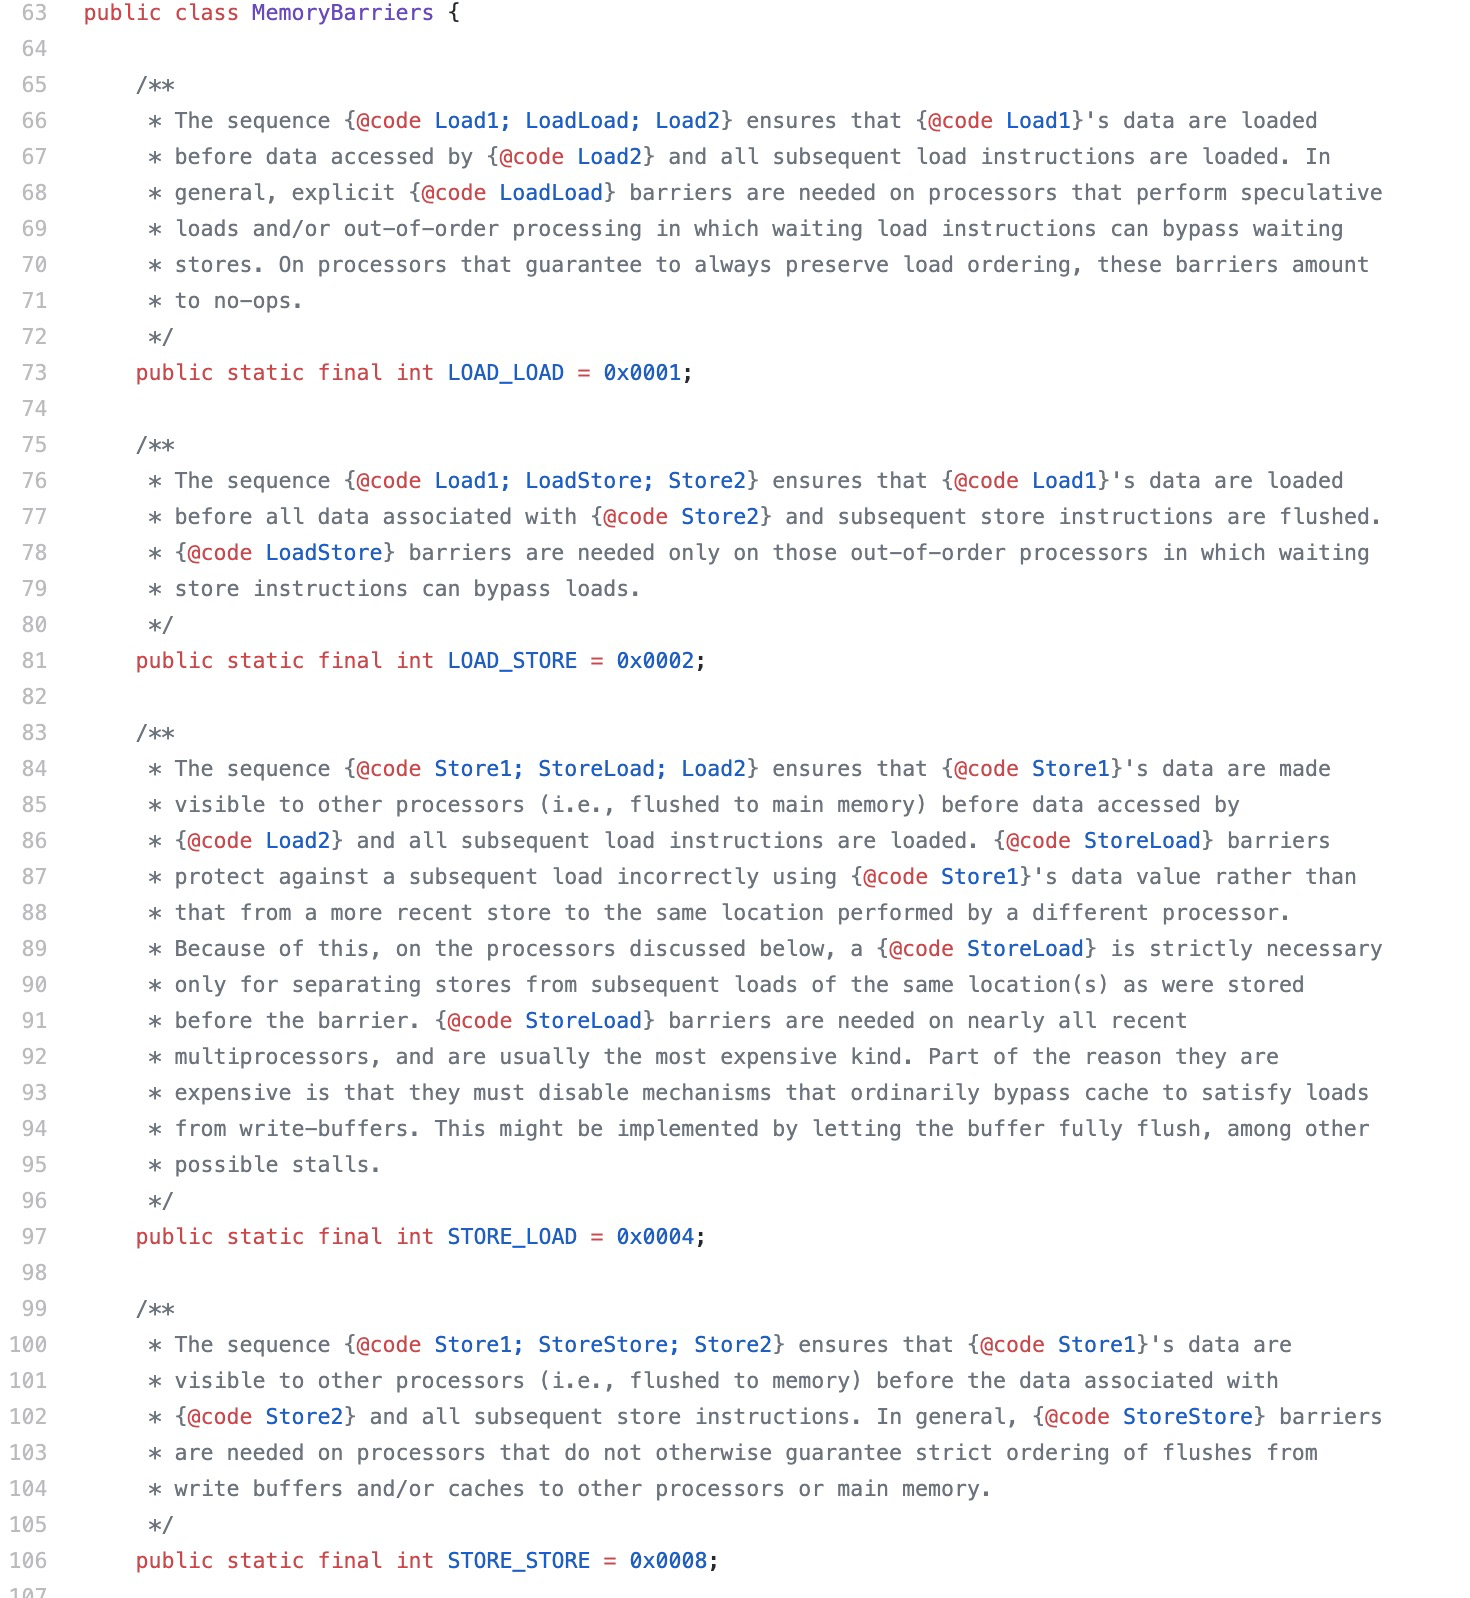 63 public class MemoryBarriers {
64
65 /**
66 * The sequence {@code Load1; LoadLoad; Load2} ensures that {@code Load1}'s data are loaded
67 * before data accessed by {@code Load2} and all subsequent load instructions are loaded. In
68 * general, explicit {@code LoadLoad} barriers are needed on processors that perform speculative
69 * loads and/or out-of-order processing in which waiting load instructions can bypass waiting
70 * stores. On processors that guarantee to always preserve load ordering, these barriers amount
71 * to no-ops.
72 */
73 public static final int LOAD_LOAD = 0x0001;
74
75 /**
76 * The sequence {@code Load1; LoadStore; Store2} ensures that {@code Load1}'s data are loaded
77 * before all data associated with {@code Store2} and subsequent store instructions are flushed.
78 * {@code LoadStore} barriers are needed only on those out-of-order processors in which waiting
79 * store instructions can bypass loads.
80 */
81 public static final int LOAD_STORE = 0x0002;
82
83 /**
84 * The sequence {@code Store1; StoreLoad; Load2} ensures that {@code Store1}'s data are made
85 * visible to other processors (i.e., flushed to main memory) before data accessed by
86 * {@code Load2} and all subsequent load instructions are loaded. {@code StoreLoad} barriers
87 * protect against a subsequent load incorrectly using {@code Store1}'s data value rather than
88 * that from a more recent store to the same location performed by a different processor.
89 * Because of this, on the processors discussed below, a {@code StoreLoad} is strictly necessary
90 * only for separating stores from subsequent loads of the same location(s) as were stored
91 * before the barrier. {@code StoreLoad} barriers are needed on nearly all recent
92 * multiprocessors, and are usually the most expensive kind. Part of the reason they are
93 * expensive is that they must disable mechanisms that ordinarily bypass cache to satisfy loads
94 * from write-buffers. This might be implemented by letting the buffer fully flush, among other
95 * possible stalls.
96 */
97 public static final int STORE_LOAD = 0x0004;
98
99 /**
100 * The sequence {@code Store1; StoreStore; Store2} ensures that {@code Store1}'s data are
101 * visible to other processors (i.e., flushed to memory) before the data associated with
102 * {@code Store2} and all subsequent store instructions. In general, {@code StoreStore} barriers
103 * are needed on processors that do not otherwise guarantee strict ordering of flushes from
104 * write buffers and/or caches to other processors or main memory.
105 */
106 public static final int STORE_STORE = 0x0008;
107